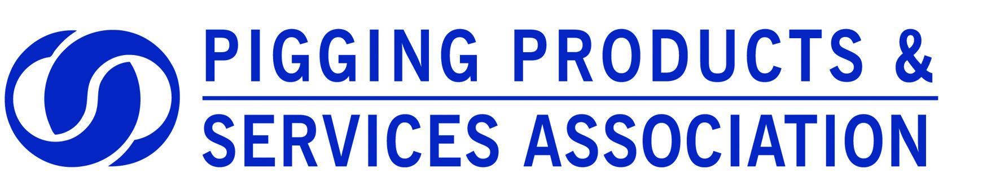 PIGGING PRODUCTS &
SERVICES ASSOCIATION